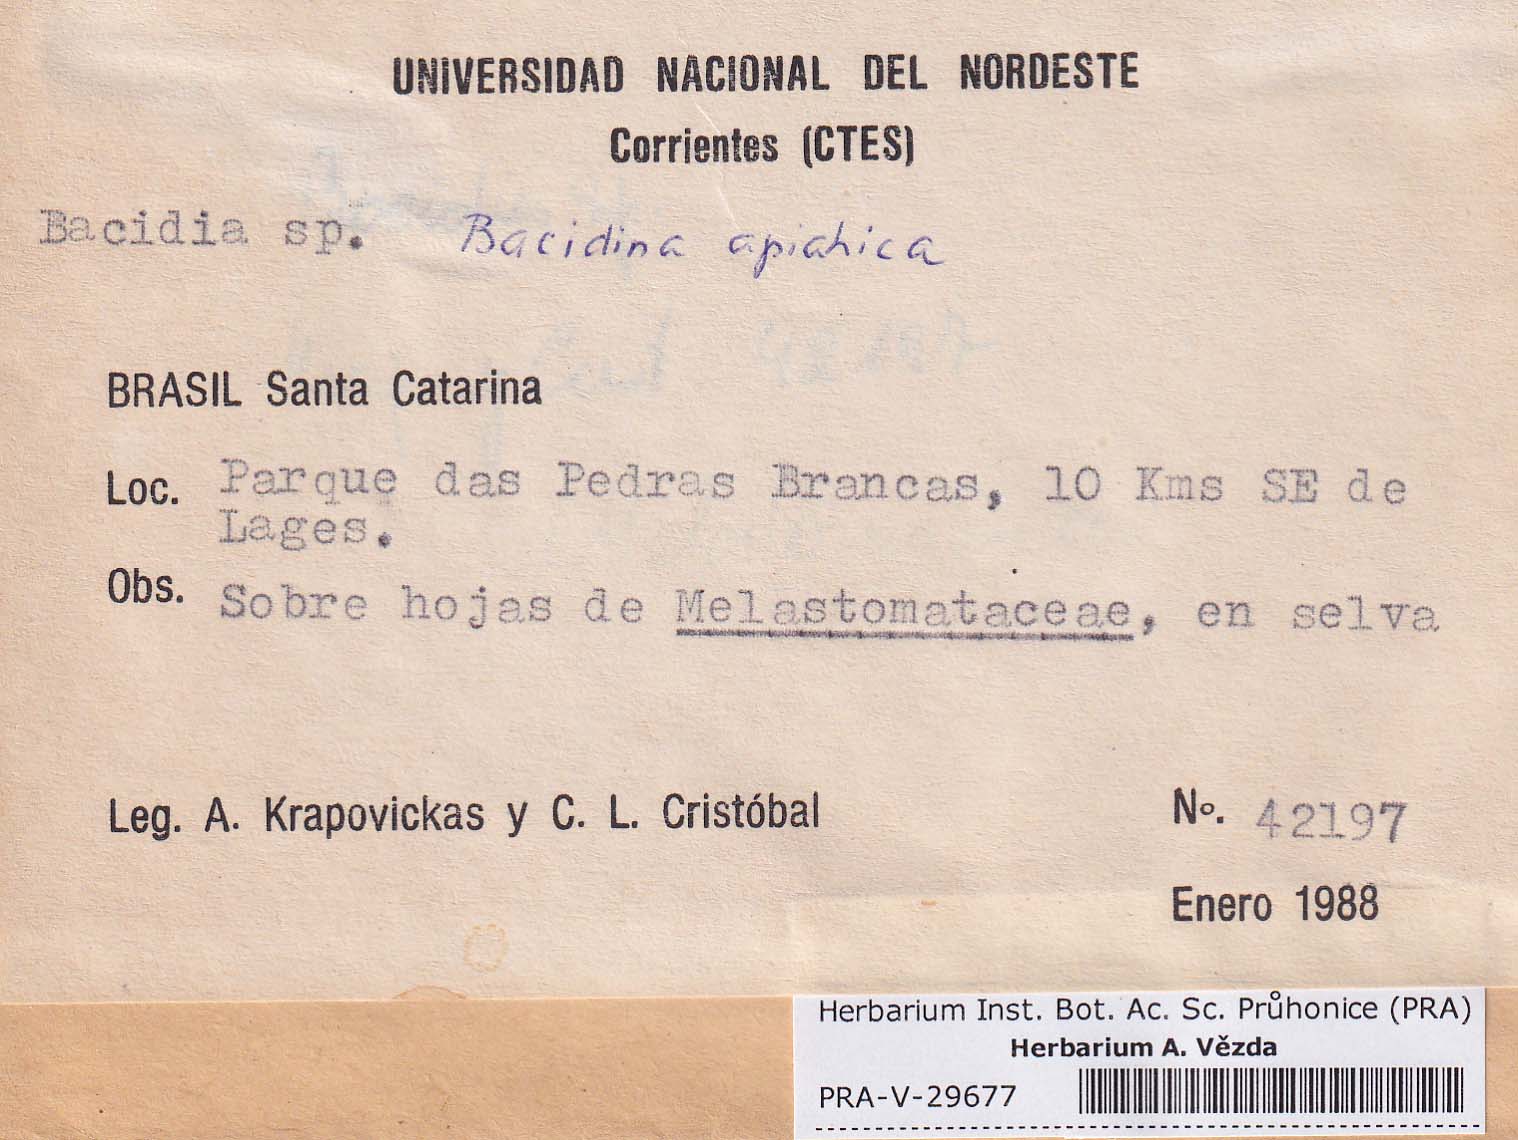 UNIVERSIDAD NACIONAL DEL NORDESTE
Corrientes (CTES)
Bacidia sp. Bacidina apiahica
BRASIL Santa Catarina
Loc. Parque das Pedras Brancas, 10 Kms SE de
Lages.
Obs. Sobre hojas de Melastomataceae, en selva
Leg. A. Krapovickas y C. L. Cristóbal Nº. 42197
Enero 1988
Herbarium Inst. Bot. Ac. Sc. Průhonice (PRA)
Herbarium A. Vězda
PRA-V-29677